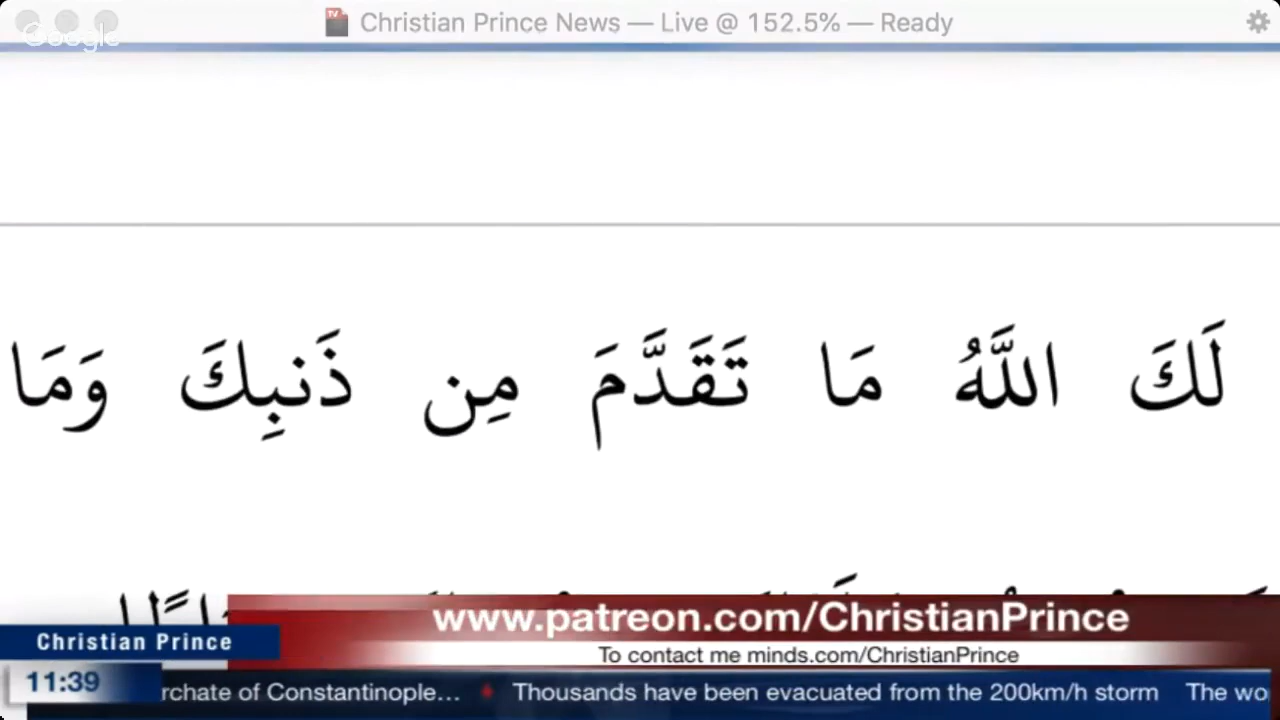 Christian Prince News — Live @ 152.5% — Ready
Google
لَكَ اللَّهُ مَا تَقَدَّمَ مِن ذَنبِكَ وَمَا
www.patreon.com/ChristianPrince
To contact me minds.com/ChristianPrince
Christian Prince
11:39
rchate of Constantinople... • Thousands have been evacuated from the 200km/h storm The wo